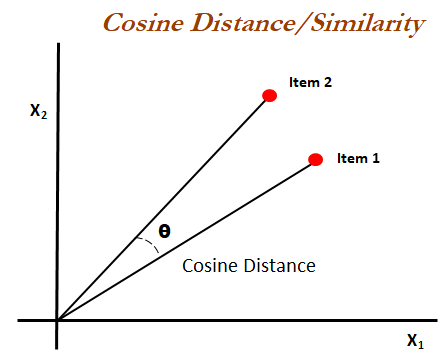 Cosine Distance/Similarity
Item 2
X₂
Item 1
θ
Cosine Distance
X₁